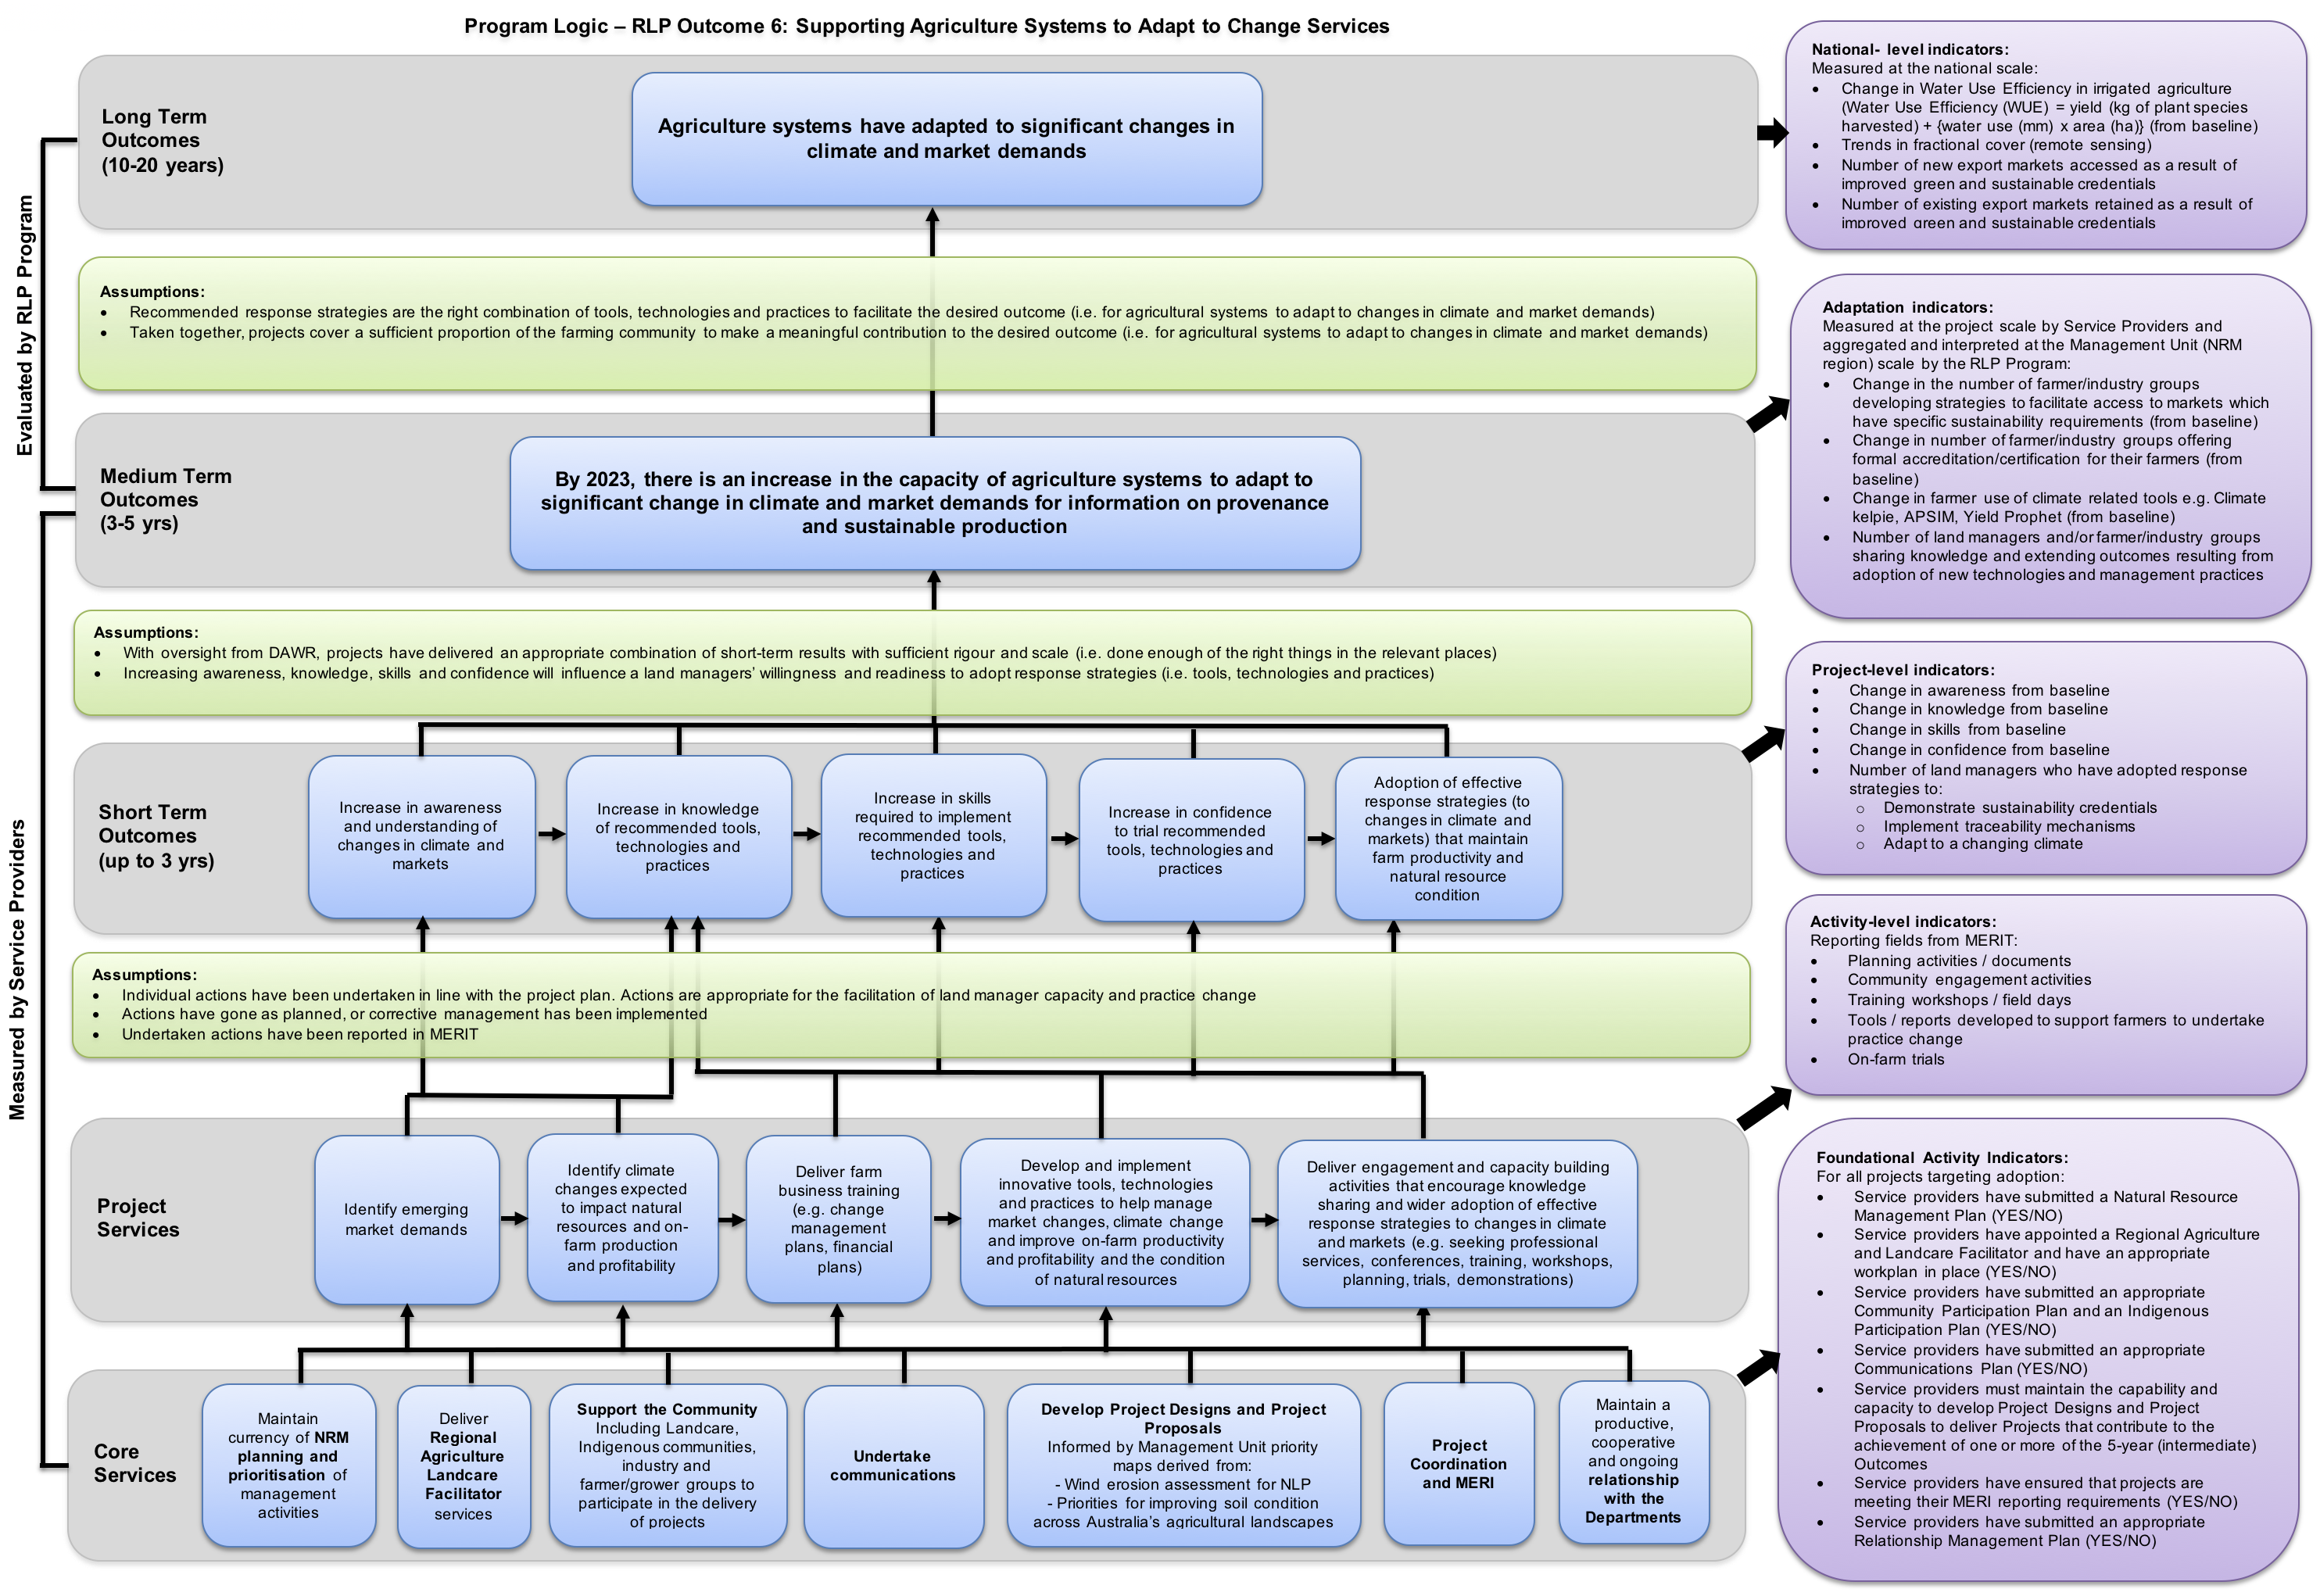 Program Logic – RLP Outcome 6: Supporting Agriculture Systems to Adapt to Change Services
Evaluated by RLP Program
Measured by Service Providers
Long Term
Outcomes
(10-20 years)
Agriculture systems have adapted to significant changes in
climate and market demands
National- level indicators:
Measured at the national scale:
• Change in Water Use Efficiency in irrigated agriculture
(Water Use Efficiency (WUE) = yield (kg of plant species
harvested) + {water use (mm) x area (ha)} (from baseline)
• Trends in fractional cover (remote sensing)
• Number of new export markets accessed as a result of
improved green and sustainable credentials
• Number of existing export markets retained as a result of
improved green and sustainable credentials
Assumptions:
• Recommended response strategies are the right combination of tools, technologies and practices to facilitate the desired outcome (i.e. for agricultural systems to adapt to changes in climate and market demands)
• Taken together, projects cover a sufficient proportion of the farming community to make a meaningful contribution to the desired outcome (i.e. for agricultural systems to adapt to changes in climate and market demands)
Medium Term
Outcomes
(3-5 yrs)
By 2023, there is an increase in the capacity of agriculture systems to adapt to
significant change in climate and market demands for information on provenance
and sustainable production
Adaptation indicators:
Measured at the project scale by Service Providers and
aggregated and interpreted at the Management Unit (NRM
region) scale by the RLP Program:
• Change in the number of farmer/industry groups
developing strategies to facilitate access to markets which
have specific sustainability requirements (from baseline)
• Change in number of farmer/industry groups offering
formal accreditation/certification for their farmers (from
baseline)
• Change in farmer use of climate related tools e.g. Climate
kelpie, APSIM, Yield Prophet (from baseline)
• Number of land managers and/or farmer/industry groups
sharing knowledge and extending outcomes resulting from
adoption of new technologies and management practices
Assumptions:
• With oversight from DAWR, projects have delivered an appropriate combination of short-term results with sufficient rigour and scale (i.e. done enough of the right things in the relevant places)
• Increasing awareness, knowledge, skills and confidence will influence a land managers' willingness and readiness to adopt response strategies (i.e. tools, technologies and practices)
Short Term
Outcomes
(up to 3 yrs)
Increase in awareness
and understanding of
changes in climate and
markets
Increase in knowledge
of recommended tools,
technologies and
practices
Increase in skills
required to implement
recommended tools,
technologies and
practices
Increase in confidence
to trial recommended
tools, technologies and
practices
Adoption of effective
response strategies (to
changes in climate and
markets) that maintain
farm productivity and
natural resource
condition
Project-level indicators:
• Change in awareness from baseline
• Change in knowledge from baseline
• Change in skills from baseline
• Change in confidence from baseline
• Number of land managers who have adopted response
strategies to:
o Demonstrate sustainability credentials
o Implement traceability mechanisms
o Adapt to a changing climate
Assumptions:
• Individual actions have been undertaken in line with the project plan. Actions are appropriate for the facilitation of land manager capacity and practice change
• Actions have gone as planned, or corrective management has been implemented
• Undertaken actions have been reported in MERIT
Activity-level indicators:
Reporting fields from MERIT:
• Planning activities / documents
• Community engagement activities
• Training workshops / field days
• Tools / reports developed to support farmers to undertake
practice change
• On-farm trials
Project
Services
Identify emerging
market demands
Identify climate
changes expected
to impact natural
resources and on-
farm production
and profitability
Deliver farm
business training
(e.g. change
management
plans, financial
plans)
Develop and implement
innovative tools, technologies
and practices to help manage
market changes, climate change
and improve on-farm productivity
and profitability and the condition
of natural resources
Deliver engagement and capacity building
activities that encourage knowledge
sharing and wider adoption of effective
response strategies to changes in climate
and markets (e.g. seeking professional
services, conferences, training, workshops,
planning, trials, demonstrations)
Core
Services
Maintain
currency of NRM
planning and
prioritisation of
management
activities
Deliver
Regional
Agriculture
Landcare
Facilitator
services
Support the Community
Including Landcare,
Indigenous communities,
industry and
farmer/grower groups to
participate in the delivery
of projects
Undertake
communications
Develop Project Designs and Project
Proposals
Informed by Management Unit priority
maps derived from:
- Wind erosion assessment for NLP
- Priorities for improving soil condition
across Australia's agricultural landscapes
Project
Coordination
and MERI
Maintain a
productive,
cooperative
and ongoing
relationship
with the
Departments
Foundational Activity Indicators:
For all projects targeting adoption:
• Service providers have submitted a Natural Resource
Management Plan (YES/NO)
• Service providers have appointed a Regional Agriculture
and Landcare Facilitator and have an appropriate
workplan in place (YES/NO)
• Service providers have submitted an appropriate
Community Participation Plan and an Indigenous
Participation Plan (YES/NO)
• Service providers have submitted an appropriate
Communications Plan (YES/NO)
• Service providers must maintain the capability and
capacity to develop Project Designs and Project
Proposals to deliver Projects that contribute to the
achievement of one or more of the 5-year (intermediate)
Outcomes
• Service providers have ensured that projects are
meeting their MERI reporting requirements (YES/NO)
• Service providers have submitted an appropriate
Relationship Management Plan (YES/NO)